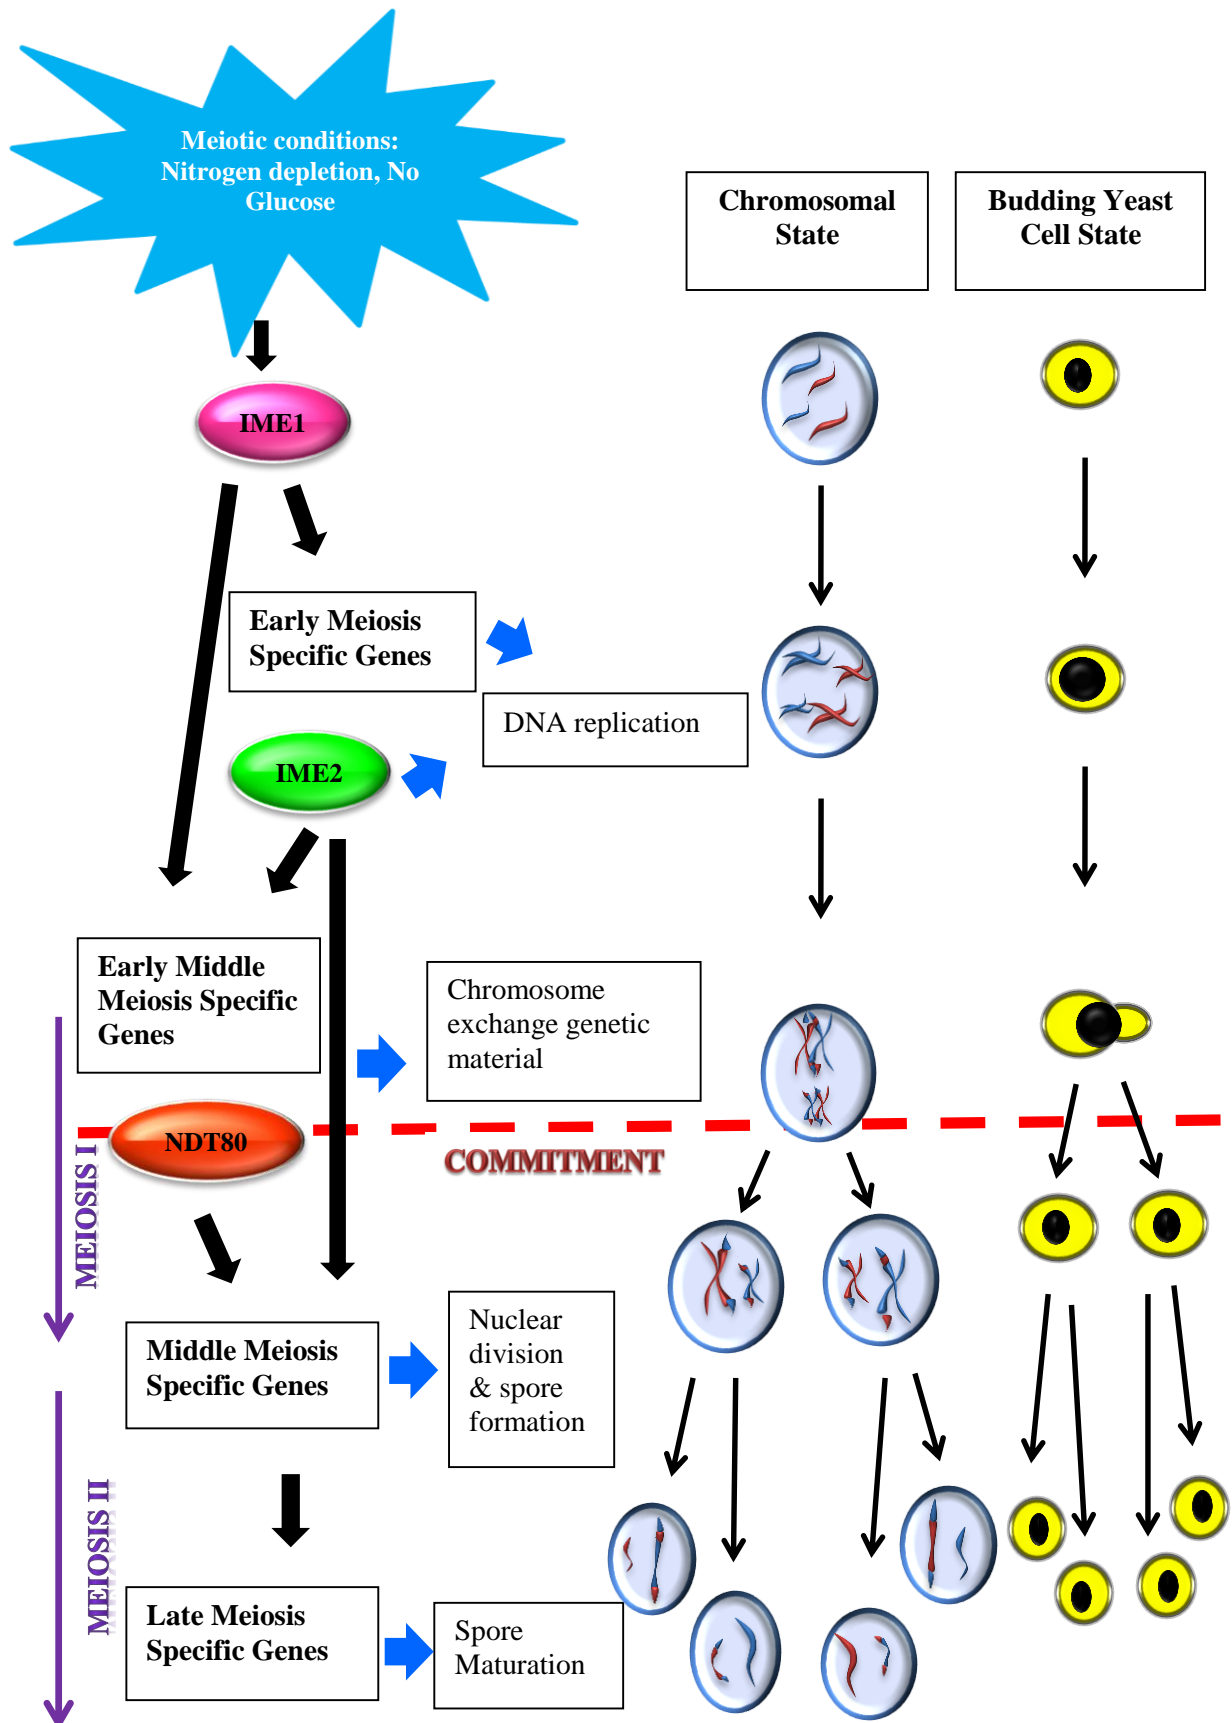 Meiotic conditions:
Nitrogen depletion, No
Glucose
Chromosomal
State
Budding Yeast
Cell State
IME1
Early Meiosis
Specific Genes
DNA replication
IME2
Early Middle
Meiosis Specific
Genes
Chromosome
exchange genetic
material
NDT80
COMMITMENT
MEIOSIS I
Middle Meiosis
Specific Genes
Nuclear
division
& spore
formation
MEIOSIS II
Late Meiosis
Specific Genes
Spore
Maturation